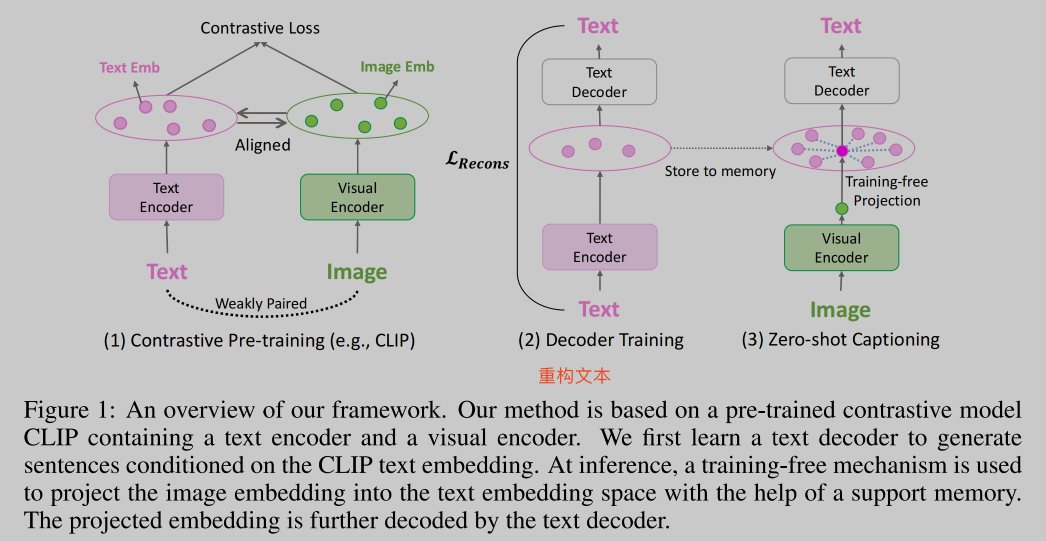 Contrastive Loss
Text Emb
Image Emb
Aligned
Text
Encoder
Visual
Encoder
Text
Image
Weakly Paired
(1) Contrastive Pre-training (e.g., CLIP)
Text
Text
Decoder
ℒRecons
Store to memory
Text
Encoder
Text
(2) Decoder Training
重构文本
Text
Text
Decoder
Training-free
Projection
Visual
Encoder
Image
(3) Zero-shot Captioning
Figure 1: An overview of our framework. Our method is based on a pre-trained contrastive model
CLIP containing a text encoder and a visual encoder. We first learn a text decoder to generate
sentences conditioned on the CLIP text embedding. At inference, a training-free mechanism is used
to project the image embedding into the text embedding space with the help of a support memory.
The projected embedding is further decoded by the text decoder.